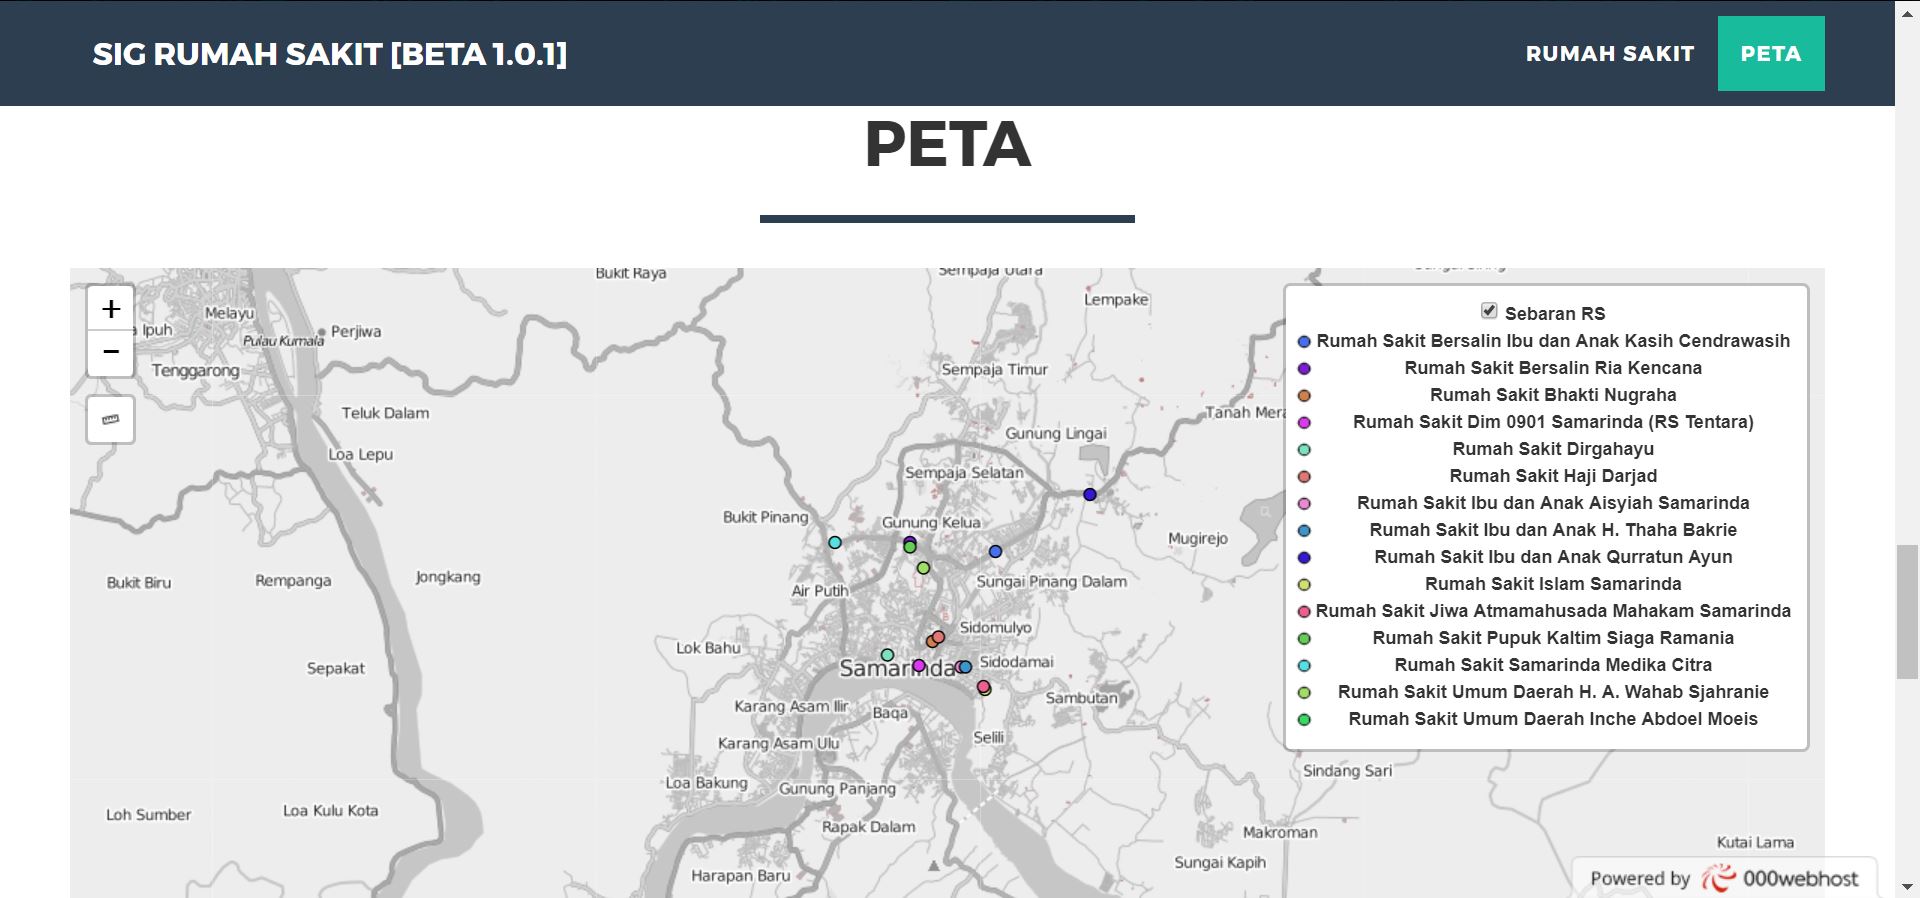 SIG RUMAH SAKIT [BETA 1.0.1]
RUMAH SAKIT
PETA
PETA
Bukit Raya
Sempaja Utara
Lempake
+
−
Melayu
Ipuh
Pulau Kumala
Perjiwa
Tenggarong
Sempaja Timur
Teluk Dalam
Tanah Mera
Gunung Lingai
Loa Lepu
Sempaja Selatan
Bukit Pinang
Gunung Kelua
Mugirejo
Bukit Biru
Rempanga
Jongkang
Sungai Pinang Dalam
Air Putih
Sidomulyo
Lok Bahu
Sepakat
Samarinda
Sidodamai
Sambutan
Karang Asam Ilir
Baqa
Karang Asam Ulu
Selili
Loa Bakung
Gunung Panjang
Sindang Sari
Loh Sumber
Loa Kulu Kota
Rapak Dalam
Makroman
Kutai Lama
Sungai Kapih
Harapan Baru
Sebaran RS
Rumah Sakit Bersalin Ibu dan Anak Kasih Cendrawasih
Rumah Sakit Bersalin Ria Kencana
Rumah Sakit Bhakti Nugraha
Rumah Sakit Dim 0901 Samarinda (RS Tentara)
Rumah Sakit Dirgahayu
Rumah Sakit Haji Darjad
Rumah Sakit Ibu dan Anak Aisyiah Samarinda
Rumah Sakit Ibu dan Anak H. Thaha Bakrie
Rumah Sakit Ibu dan Anak Qurratun Ayun
Rumah Sakit Islam Samarinda
Rumah Sakit Jiwa Atmamahusada Mahakam Samarinda
Rumah Sakit Pupuk Kaltim Siaga Ramania
Rumah Sakit Samarinda Medika Citra
Rumah Sakit Umum Daerah H. A. Wahab Sjahranie
Rumah Sakit Umum Daerah Inche Abdoel Moeis
Powered by 000webhost